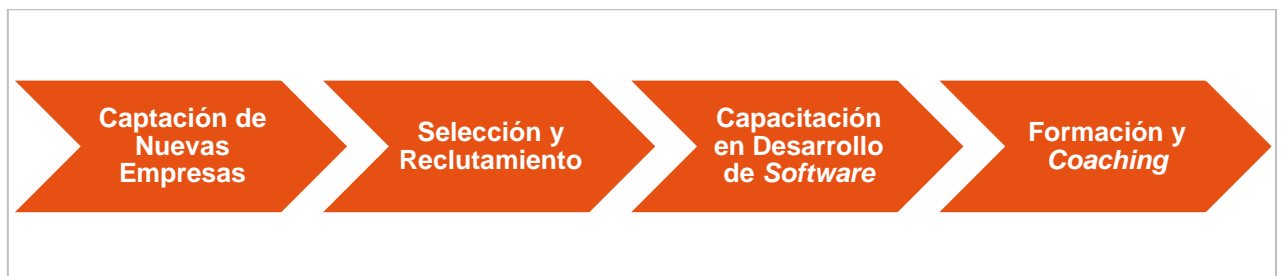 Captación de
Nuevas
Empresas
Selección y
Reclutamiento
Capacitación
en Desarrollo
de Software
Formación y
Coaching